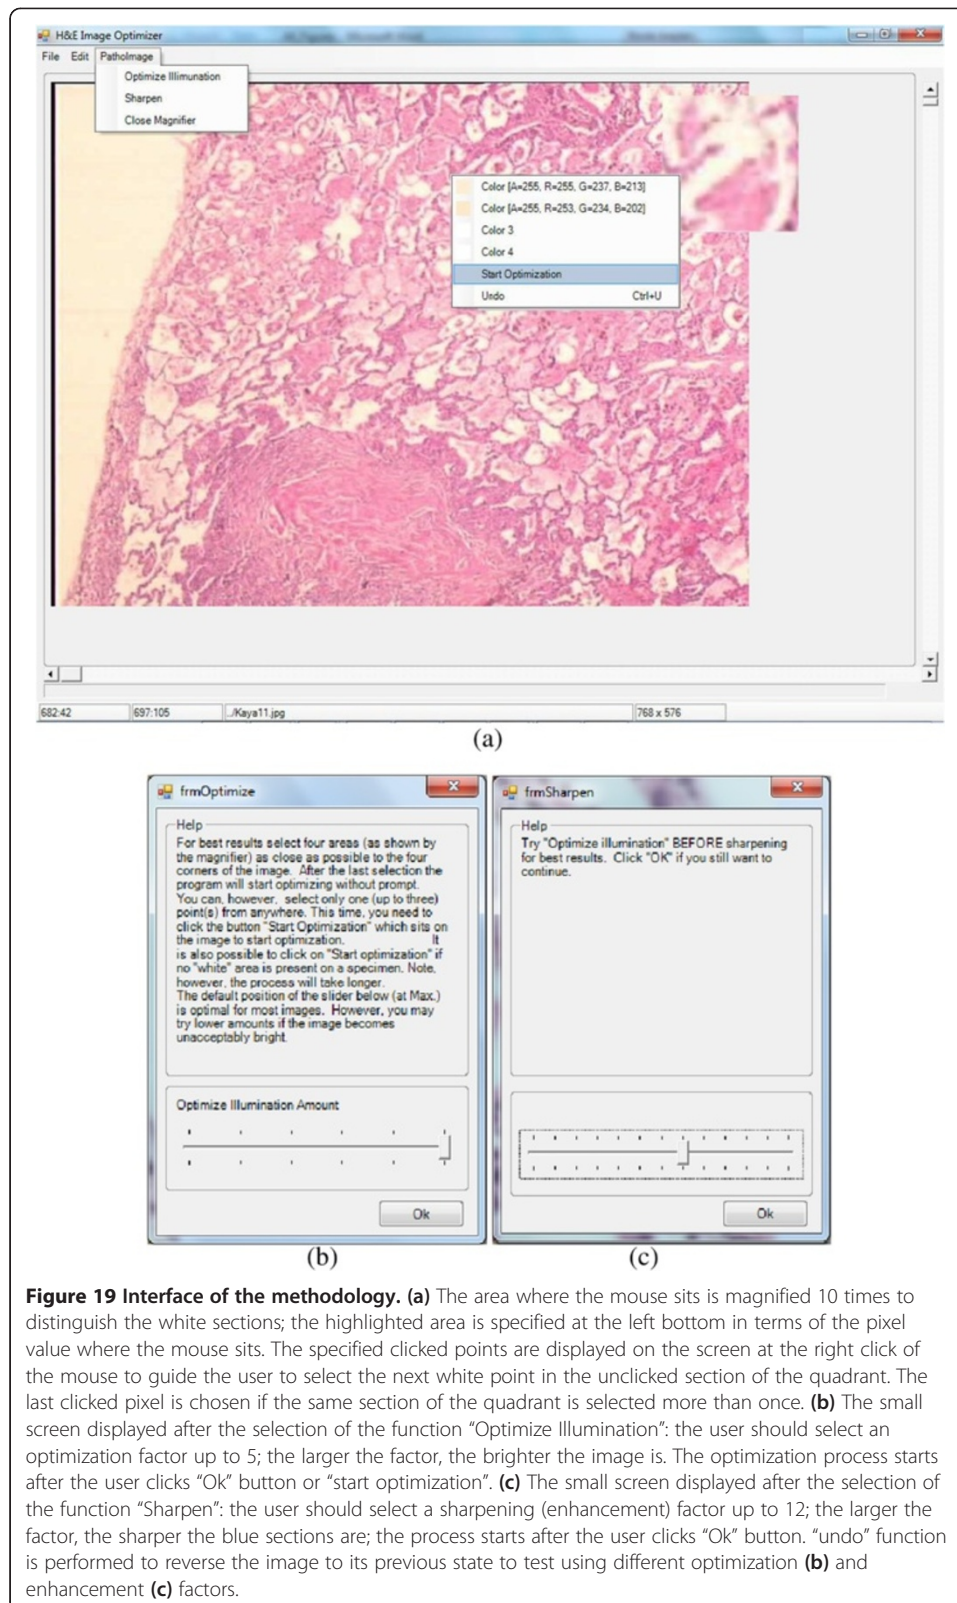 H&E Image Optimizer
File Edit PathoImage
Optimize Illimunation
Sharpen
Close Magnifier
Color [A=255, R=255, G=237, B=213]
Color [A=255, R=253, G=234, B=202]
Color 3
Color 4
Start Optimization
Undo Ctrl+U
682:42 697:105 ../Kaya11.jpg 768 x 576
(a)
frmOptimize
Help
For best results select four areas (as shown by
the magnifier) as close as possible to the four
corners of the image. After the last selection the
program will start optimizing without prompt.
You can, however, select only one (up to three)
point(s) from anywhere. This time, you need to
click the button "Start Optimization" which sits on
the image to start optimization. It
is also possible to click on "Start optimization" if
no "white" area is present on a specimen. Note,
however, the process will take longer.
The default position of the slider below (at Max.)
is optimal for most images. However, you may
try lower amounts if the image becomes
unacceptably bright.
Optimize Illumination Amount
Ok
(b)
frmSharpen
Help
Try "Optimize illumination" BEFORE sharpening
for best results. Click "OK" if you still want to
continue.
Ok
(c)
Figure 19 Interface of the methodology. (a) The area where the mouse sits is magnified 10 times to
distinguish the white sections; the highlighted area is specified at the left bottom in terms of the pixel
value where the mouse sits. The specified clicked points are displayed on the screen at the right click of
the mouse to guide the user to select the next white point in the unclicked section of the quadrant. The
last clicked pixel is chosen if the same section of the quadrant is selected more than once. (b) The small
screen displayed after the selection of the function “Optimize Illumination”: the user should select an
optimization factor up to 5; the larger the factor, the brighter the image is. The optimization process starts
after the user clicks “Ok” button or “start optimization”. (c) The small screen displayed after the selection of
the function “Sharpen”: the user should select a sharpening (enhancement) factor up to 12; the larger the
factor, the sharper the blue sections are; the process starts after the user clicks “Ok” button. “undo” function
is performed to reverse the image to its previous state to test using different optimization (b) and
enhancement (c) factors.